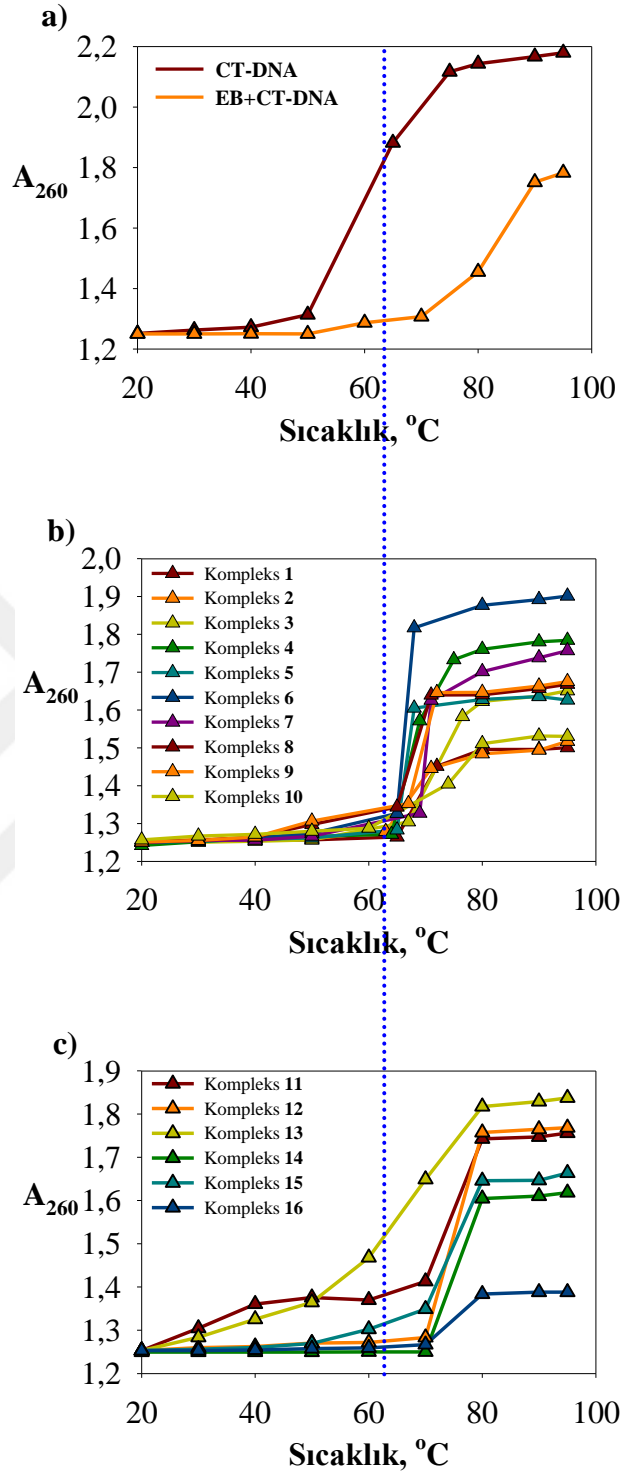 a)
2,2
2,0
1,8
1,6
1,4
1,2
A260
CT-DNA
EB+CT-DNA
20 40 60 80 100
Sıcaklık, oC
b)
2,0
1,9
1,8
1,7
1,6
1,5
1,4
1,3
1,2
A260
Kompleks 1
Kompleks 2
Kompleks 3
Kompleks 4
Kompleks 5
Kompleks 6
Kompleks 7
Kompleks 8
Kompleks 9
Kompleks 10
20 40 60 80 100
Sıcaklık, oC
c)
1,9
1,8
1,7
1,6
1,5
1,4
1,3
1,2
A260
Kompleks 11
Kompleks 12
Kompleks 13
Kompleks 14
Kompleks 15
Kompleks 16
20 40 60 80 100
Sıcaklık, oC